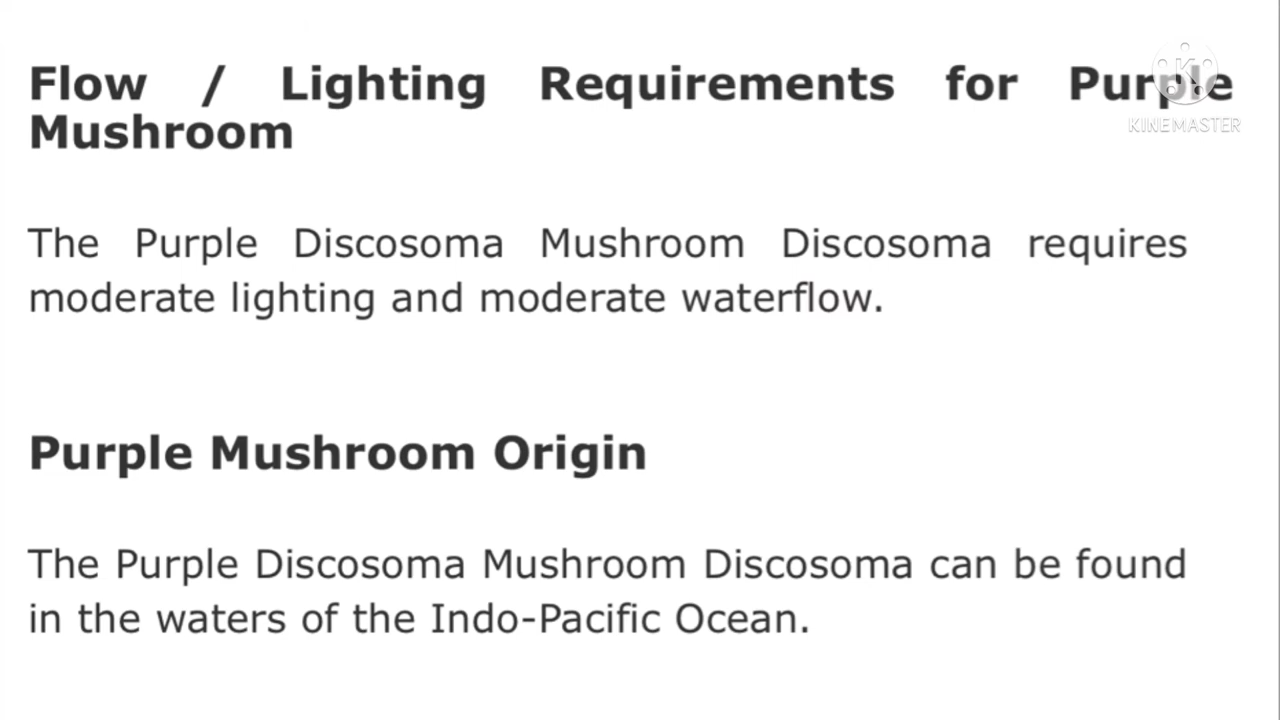 Flow / Lighting Requirements for Purple
Mushroom
K
KINEMASTER
The Purple Discosoma Mushroom Discosoma requires
moderate lighting and moderate waterflow.
Purple Mushroom Origin
The Purple Discosoma Mushroom Discosoma can be found
in the waters of the Indo-Pacific Ocean.